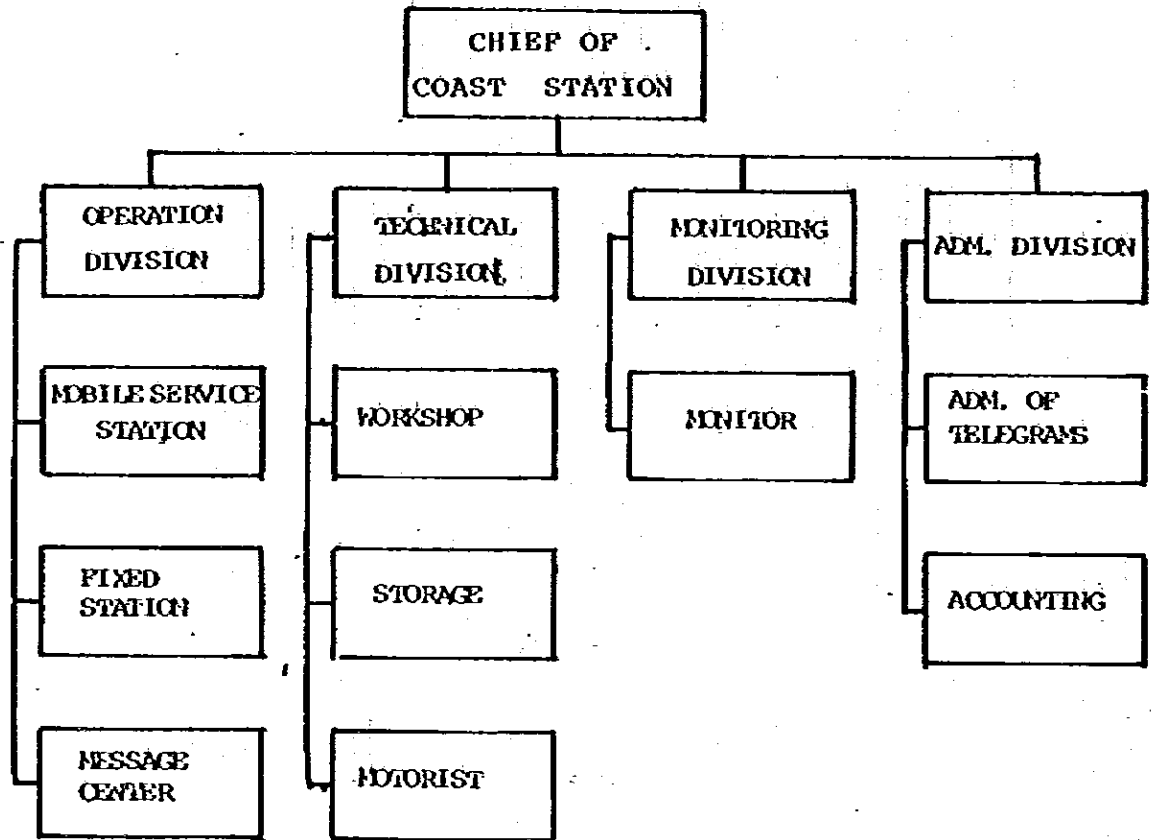 CHIEF OF
COAST STATION
OPERATION
DIVISION
MOBILE SERVICE
STATION
FIXED
STATION
MESSAGE
CENTER
TECHNICAL
DIVISION
WORKSHOP
STORAGE
MOTORIST
MONITORING
DIVISION
MONITOR
ADM. DIVISION
ADM. OF
TELEGRAMS
ACCOUNTING